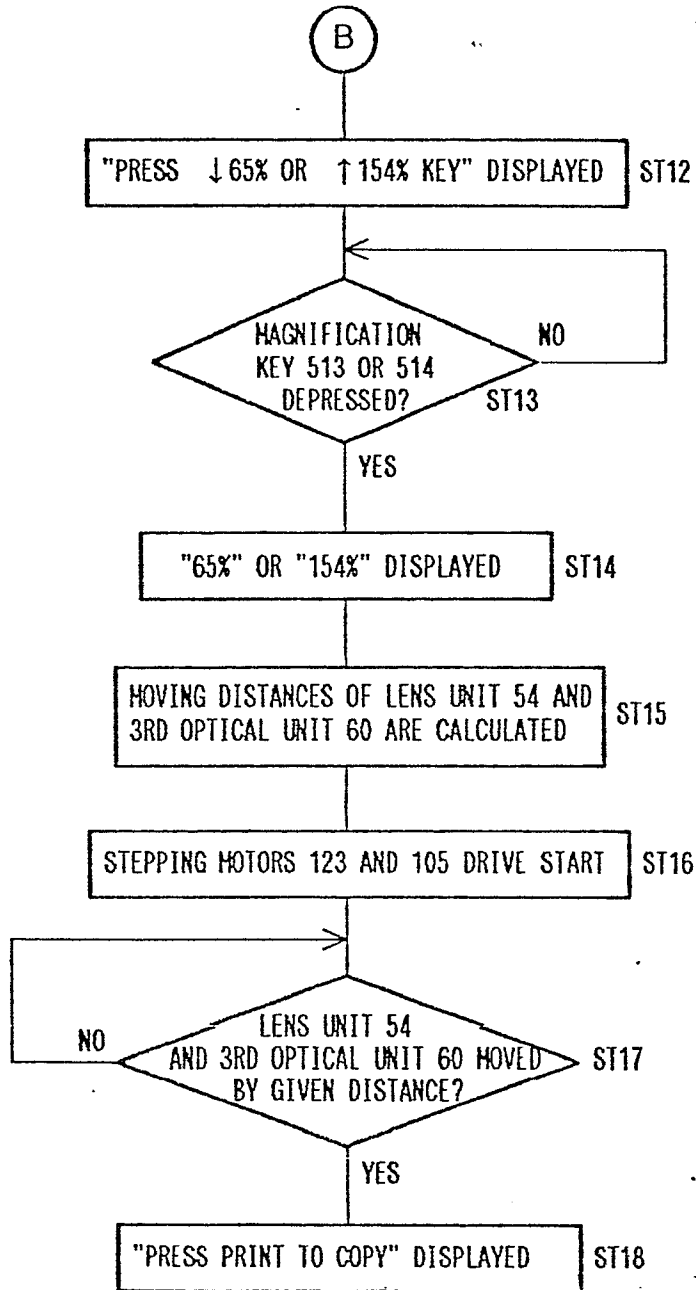 B
"PRESS ↓65% OR ↑154% KEY" DISPLAYED ST12
MAGNIFICATION
KEY 513 OR 514
DEPRESSED?
NO
ST13
YES
"65%" OR "154%" DISPLAYED ST14
MOVING DISTANCES OF LENS UNIT 54 AND
3RD OPTICAL UNIT 60 ARE CALCULATED
ST15
STEPPING MOTORS 123 AND 105 DRIVE START ST16
LENS UNIT 54
AND 3RD OPTICAL UNIT 60 MOVED
BY GIVEN DISTANCE?
NO
ST17
YES
"PRESS PRINT TO COPY" DISPLAYED ST18